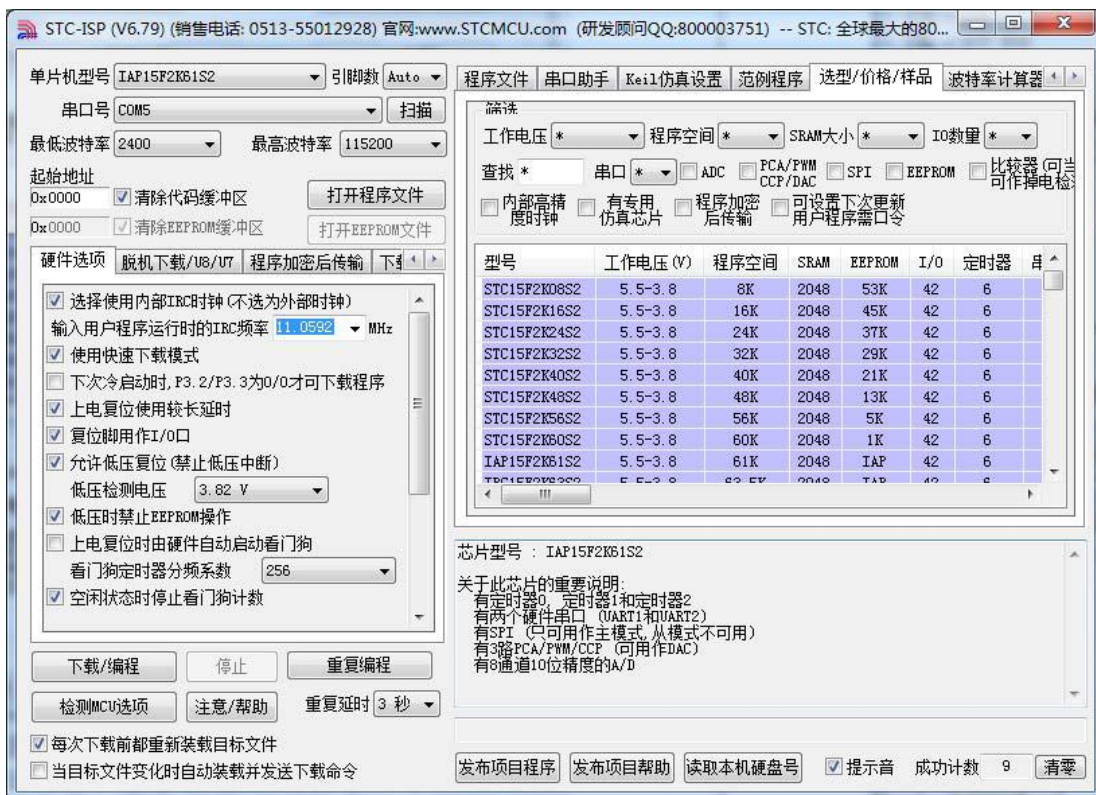 STC-ISP (V6.79) (销售电话: 0513-55012928) 官网:www.STCMCU.com (研发顾问QQ:800003751) -- STC: 全球最大的80...
单片机型号 IAP15F2K61S2 引脚数 Auto
串口号 COM5 扫描
最低波特率 2400 最高波特率 115200
起始地址
0x0000 清除代码缓冲区 打开程序文件
0x0000 清除EEPROM缓冲区 打开EEPROM文件
硬件选项 脱机下载/U8/U7 程序加密后传输
选择使用内部IRC时钟(不选为外部时钟)
输入用户程序运行时的IRC频率 11.0592 MHz
使用快速下载模式
下次冷启动时,P3.2/P3.3为0/0才可下载程序
上电复位使用较长延时
复位脚用作I/O口
允许低压复位(禁止低压中断)
低压检测电压 3.82 V
低压时禁止EEPROM操作
上电复位时由硬件自动启动看门狗
看门狗定时器分频系数 256
空闲状态时停止看门狗计数
下载/编程 停止 重复编程
检测MCU选项 注意/帮助 重复延时 3 秒
每次下载前都重新装载目标文件
当目标文件变化时自动装载并发送下载命令
程序文件 串口助手 Keil仿真设置 范例程序 选型/价格/样品 波特率计算器
筛选
工作电压 * 程序空间 * SRAM大小 * IO数量 *
查找 * 串口 * ADC PCA/PWM CCP/DAC SPI EEPROM 比较器(可当 可作掉电检
内部高精度时钟 有专用仿真芯片 程序加密后传输 可设置下次更新用户程序需口令
型号 工作电压(V) 程序空间 SRAM EEPROM I/O 定时器
STC15F2K08S2 5.5-3.8 8K 2048 53K 42 6
STC15F2K16S2 5.5-3.8 16K 2048 45K 42 6
STC15F2K24S2 5.5-3.8 24K 2048 37K 42 6
STC15F2K32S2 5.5-3.8 32K 2048 29K 42 6
STC15F2K40S2 5.5-3.8 40K 2048 21K 42 6
STC15F2K48S2 5.5-3.8 48K 2048 13K 42 6
STC15F2K56S2 5.5-3.8 56K 2048 5K 42 6
STC15F2K60S2 5.5-3.8 60K 2048 1K 42 6
IAP15F2K61S2 5.5-3.8 61K 2048 IAP 42 6
芯片型号 : IAP15F2K61S2
关于此芯片的重要说明:
有定时器0, 定时器1和定时器2
有两个硬件串口 (UART1和UART2)
有SPI (只可用作主模式,从模式不可用)
有3路PCA/PWM/CCP (可用作DAC)
有8通道10位精度的A/D
发布项目程序 发布项目帮助 读取本机硬盘号 提示音 成功计数 9 清零